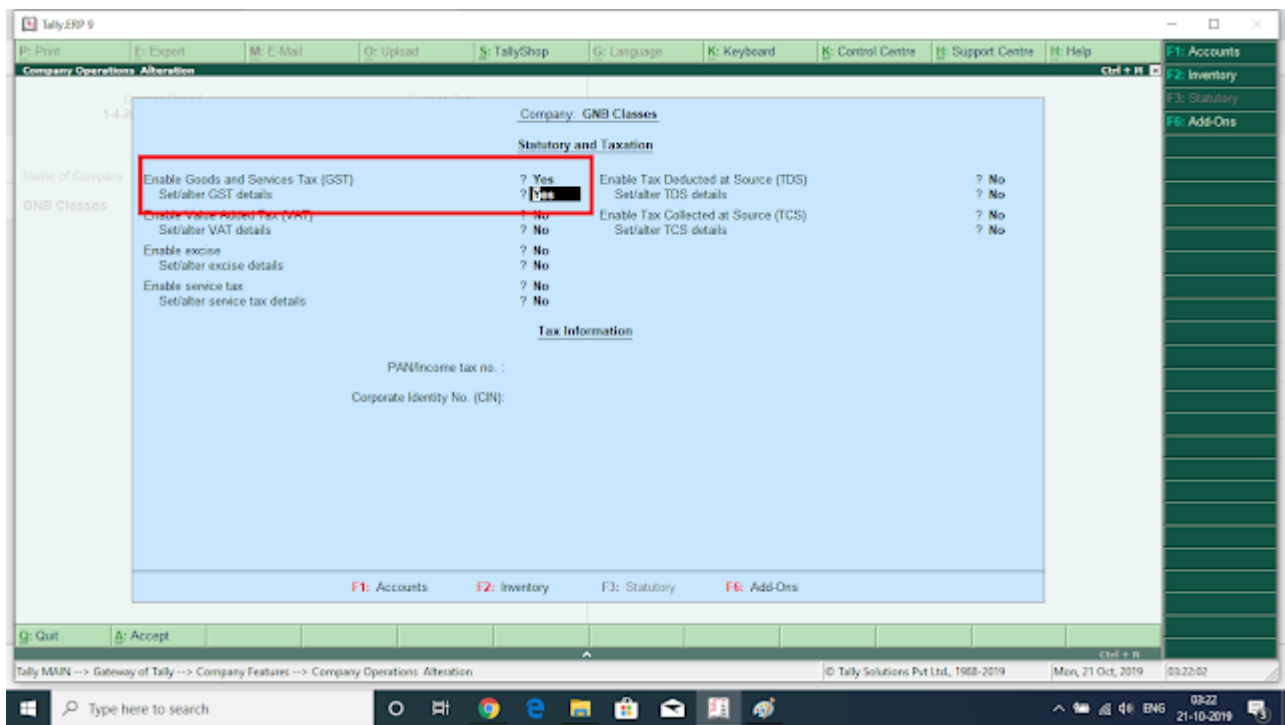 Tally.ERP 9
P: Print E: Export M: E-Mail O: Upload S: TallyShop G: Language K: Keyboard K: Control Centre H: Support Centre H: Help F1: Accounts
Company Operations Alteration Ctrl + M
F2: Inventory
F3: Statutory
F6: Add-Ons
1-4-2
Company: GNB Classes
Statutory and Taxation
Name of Company
GNB Classes
Enable Goods and Services Tax (GST) ? Yes
Set/alter GST details ? Yes
Enable Value Added Tax (VAT) ? No
Set/alter VAT details ? No
Enable excise ? No
Set/alter excise details ? No
Enable service tax ? No
Set/alter service tax details ? No
Enable Tax Deducted at Source (TDS) ? No
Set/alter TDS details ? No
Enable Tax Collected at Source (TCS) ? No
Set/alter TCS details ? No
Tax Information
PAN/Income tax no. :
Corporate Identity No. (CIN):
F1: Accounts F2: Inventory F3: Statutory F6: Add-Ons
Q: Quit A: Accept
Ctrl + N
Tally MAIN --> Gateway of Tally --> Company Features --> Company Operations Alteration © Tally Solutions Pvt Ltd., 1988-2019 Mon, 21 Oct, 2019 03:22:02
Type here to search ENG 03:22
21-10-2019